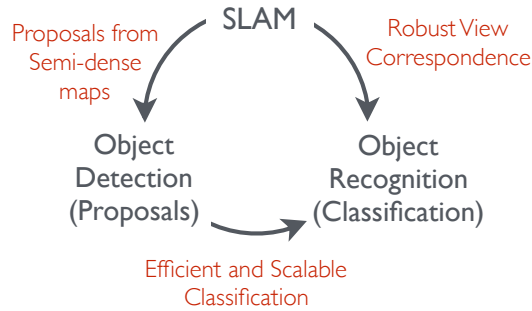 SLAM
Proposals from
Semi-dense
maps
Robust View
Correspondence
Object
Detection
(Proposals)
Object
Recognition
(Classification)
Efficient and Scalable
Classification